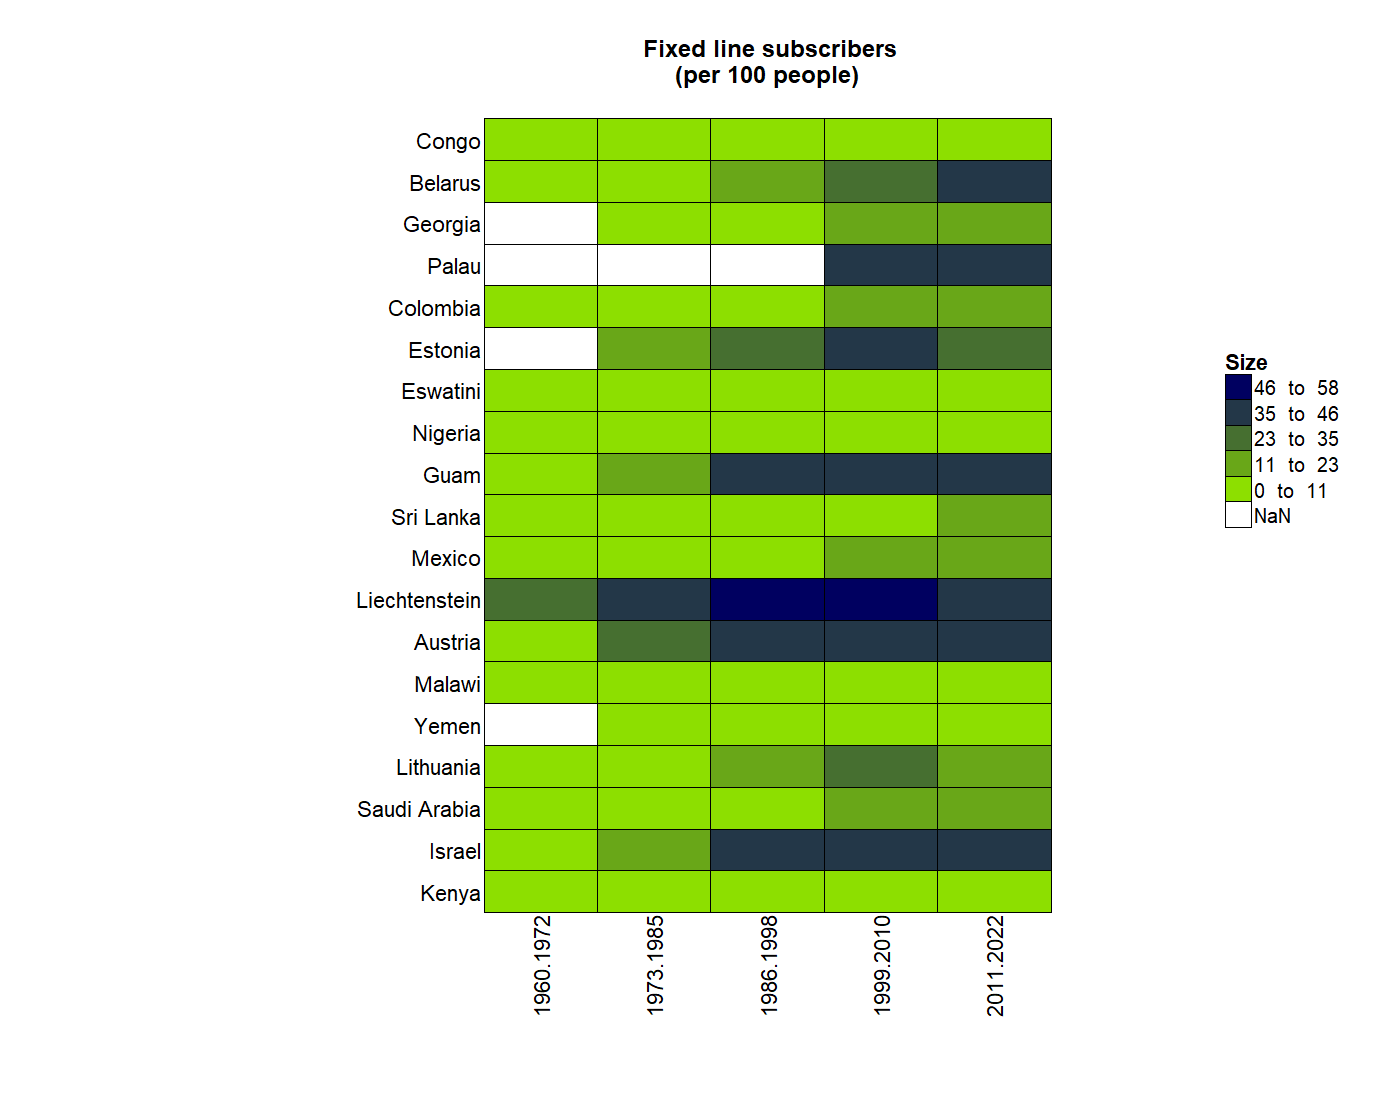 Fixed line subscribers
(per 100 people)
Congo
Belarus
Georgia
Palau
Colombia
Estonia
Eswatini
Nigeria
Guam
Sri Lanka
Mexico
Liechtenstein
Austria
Malawi
Yemen
Lithuania
Saudi Arabia
Israel
Kenya
1960.1972
1973.1985
1986.1998
1999.2010
2011.2022
Size
46 to 58
35 to 46
23 to 35
11 to 23
0 to 11
NaN